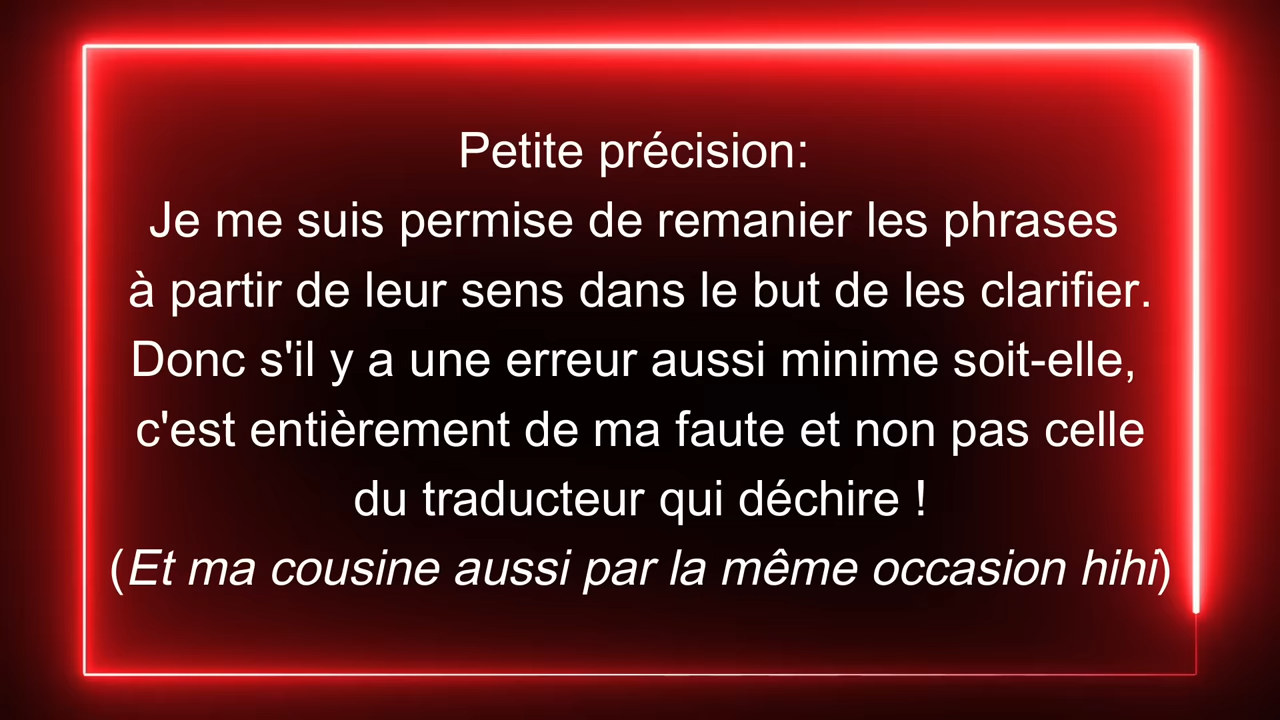 Petite précision:
Je me suis permise de remanier les phrases
à partir de leur sens dans le but de les clarifier.
Donc s'il y a une erreur aussi minime soit-elle,
c'est entièrement de ma faute et non pas celle
du traducteur qui déchire !
(Et ma cousine aussi par la même occasion hihi)